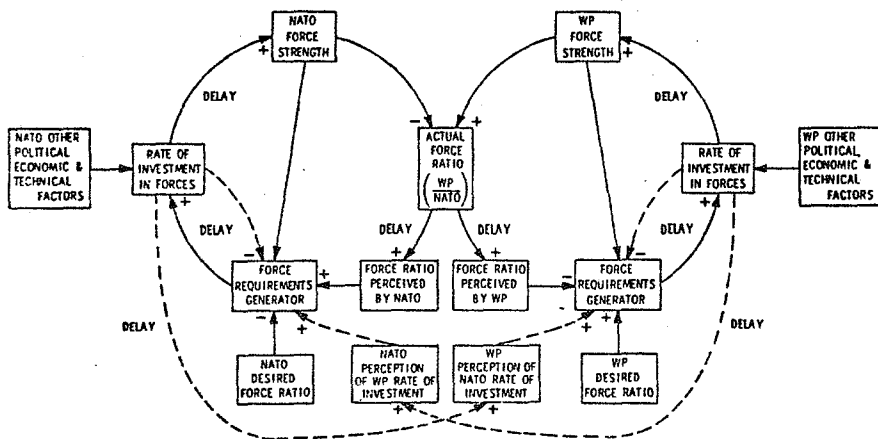 NATO
FORCE
STRENGTH
+
WP
FORCE
STRENGTH
+
DELAY
DELAY
NATO OTHER
POLITICAL
ECONOMIC &
TECHNICAL
FACTORS
RATE OF
INVESTMENT
IN FORCES
+
-
+
ACTUAL
FORCE
RATIO
(WP
NATO)
RATE OF
INVESTMENT
IN FORCES
+
WP OTHER
POLITICAL
ECONOMIC &
TECHNICAL
FACTORS
DELAY
DELAY
DELAY
DELAY
-
FORCE
REQUIREMENTS
GENERATOR
+
-
+
+
FORCE RATIO
PERCEIVED
BY NATO
+
FORCE RATIO
PERCEIVED
BY WP
-
-
FORCE
REQUIREMENTS
GENERATOR
+
+
DELAY
DELAY
NATO
DESIRED
FORCE RATIO
NATO
PERCEPTION
OF WP RATE OF
INVESTMENT
+
WP
PERCEPTION OF
NATO RATE OF
INVESTMENT
+
WP
DESIRED
FORCE RATIO